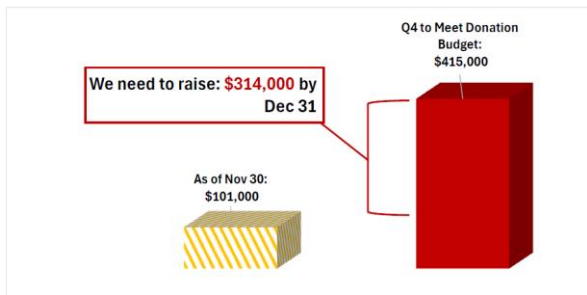 Q4 to Meet Donation
Budget:
$415,000
We need to raise: $314,000 by
Dec 31
As of Nov 30:
$101,000